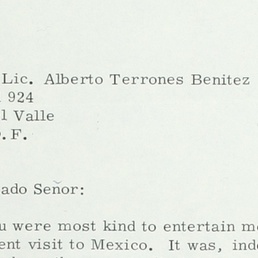 Lic. Alberto Terrones Benitez
924
l Valle
. F.
ado Señor:
u were most kind to entertain m
ent visit to Mexico. It was, ind